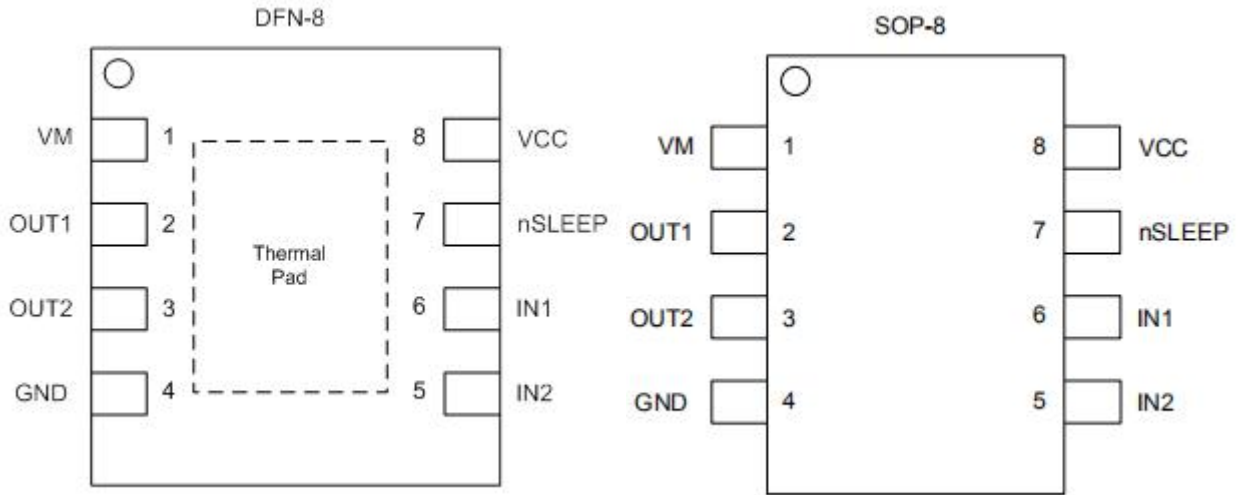 DFN-8
VM 1 8 VCC
OUT1 2 7 nSLEEP
Thermal
Pad
OUT2 3 6 IN1
GND 4 5 IN2
SOP-8
VM 1 8 VCC
OUT1 2 7 nSLEEP
OUT2 3 6 IN1
GND 4 5 IN2